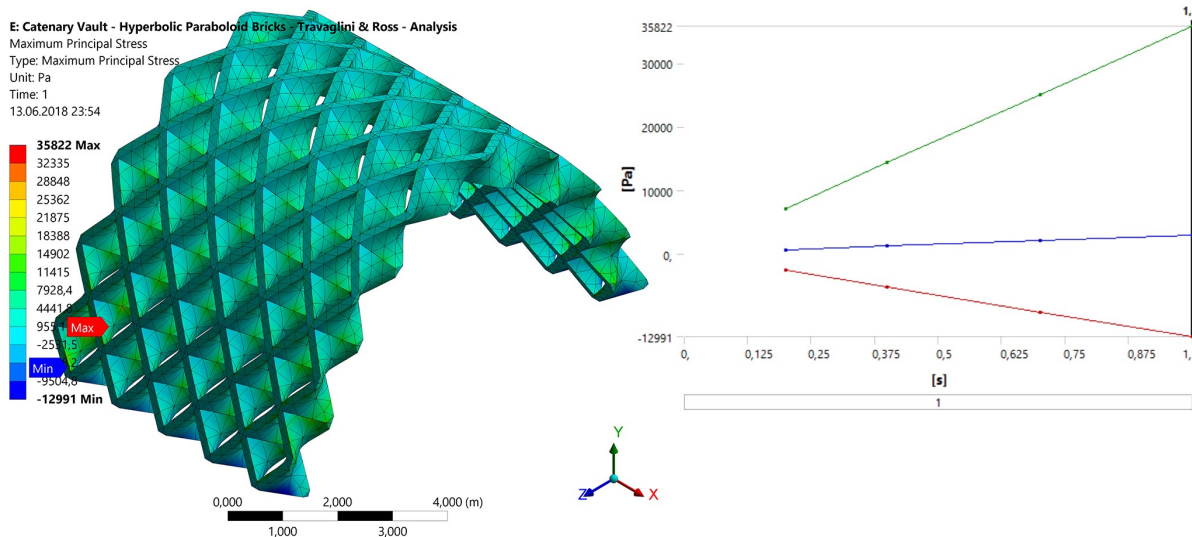 E: Catenary Vault - Hyperbolic Paraboloid Bricks - Travaglini & Ross - Analysis
Maximum Principal Stress
Type: Maximum Principal Stress
Unit: Pa
Time: 1
13.06.2018 23:54
35822 Max
32335
28848
25362
21875
18388
14902
11415
7928,4
4441,8
955,1
Max
-2531,5
Min
-9504,8
-12991 Min
0,000 2,000 4,000 (m)
1,000 3,000
Y
Z X
1,
35822
30000
20000
10000
0,
-12991
[Pa]
0, 0,125 0,25 0,375 0,5 0,625 0,75 0,875 1,
[s]
1